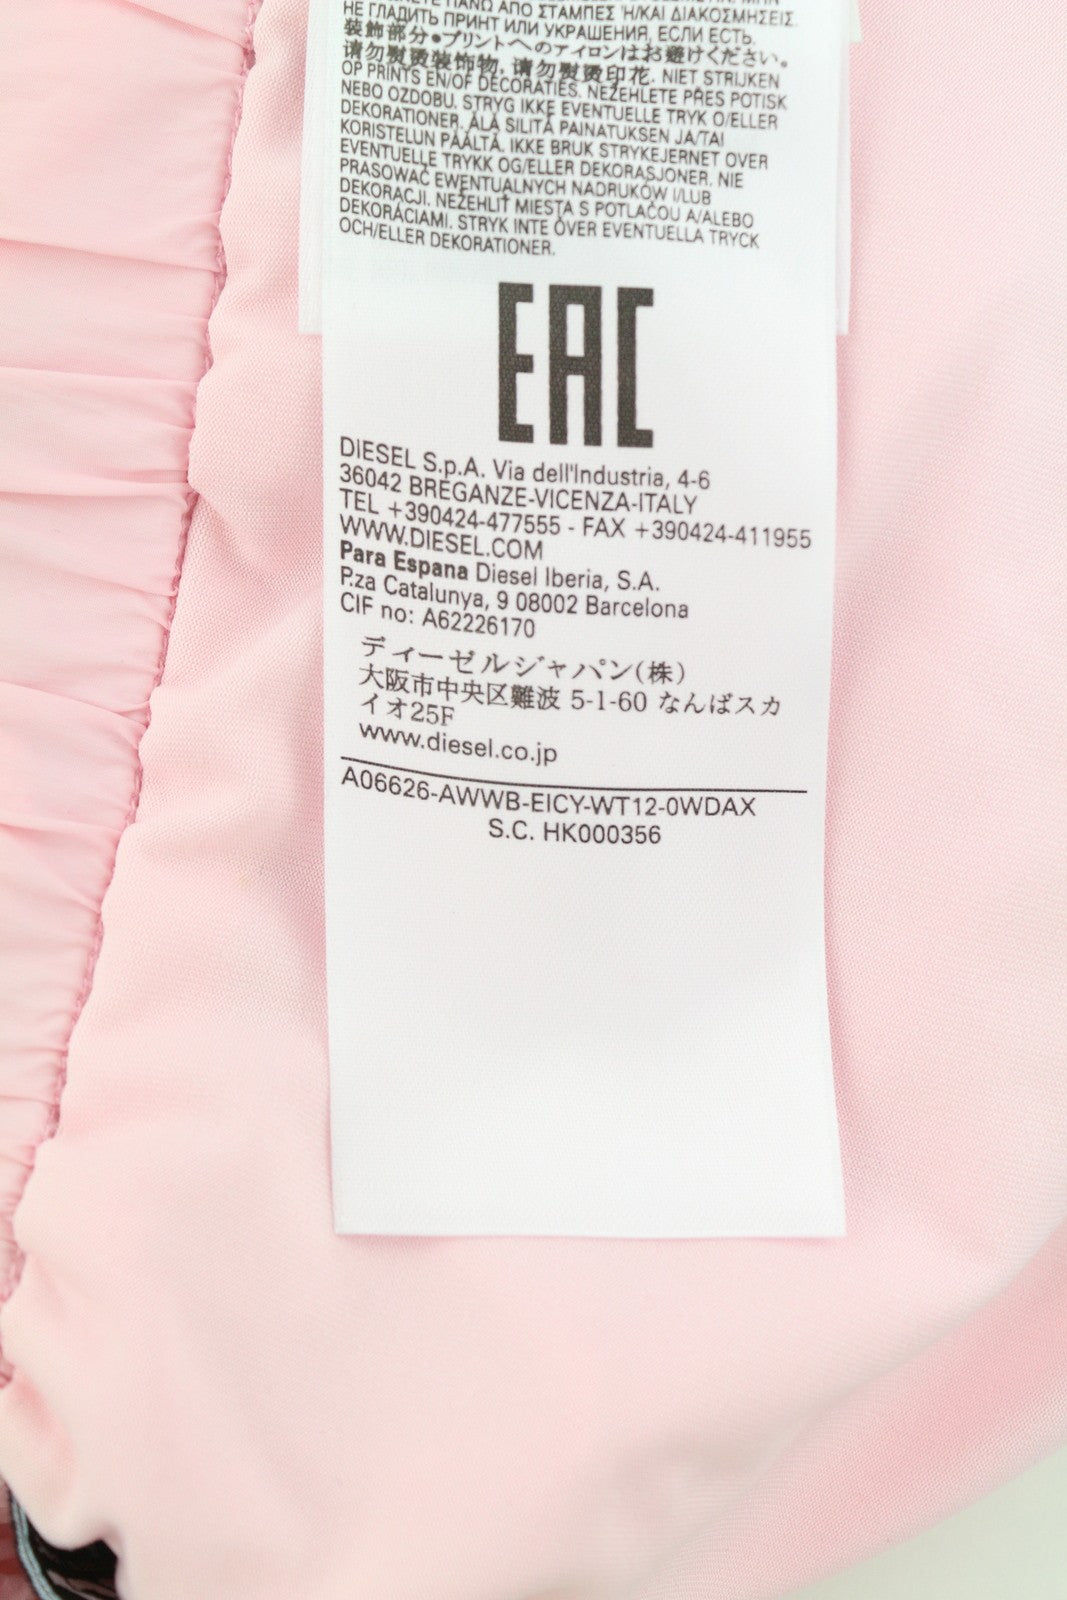 ΠΑΝΩ ΑΠΟ ΣΤΑΜΠΕΣ Ή/ΚΑΙ ΔΙΑΚΟΣΜΗΣΕΙΣ.
НЕ ГЛАДИТЬ ПРИНТ ИЛИ УКРАШЕНИЯ, ЕСЛИ ЕСТЬ.
装飾部分•プリントへのアイロンはお避けください。
请勿熨烫装饰物, 请勿熨烫印花. NIET STRIJKEN
OP PRINTS EN/OF DECORATIES. NEŽEHLETE PŘES POTISK
NEBO OZDOBU. STRYG IKKE EVENTUELLE TRYK O/ELLER
DEKORATIONER. ÄLÄ SILITÄ PAINATUKSEN JA/TAI
KORISTELUN PÄÄLTÄ. IKKE BRUK STRYKEJERNET OVER
EVENTUELLE TRYKK OG/ELLER DEKORASJONER. NIE
PRASOWAĆ EWENTUALNYCH NADRUKÓW I/LUB
DEKORACJI. NEŽEHLIŤ MIESTA S POTLAČOU A/ALEBO
DEKORÁCIAMI. STRYK INTE ÖVER EVENTUELLA TRYCK
OCH/ELLER DEKORATIONER.
EAC
DIESEL S.p.A. Via dell'Industria, 4-6
36042 BREGANZE-VICENZA-ITALY
TEL +390424-477555 - FAX +390424-411955
WWW.DIESEL.COM
Para Espana Diesel Iberia, S.A.
P.za Catalunya, 9 08002 Barcelona
CIF no: A62226170
ディーゼルジャパン(株)
大阪市中央区難波 5-1-60 なんばスカ
イオ25F
www.diesel.co.jp
A06626-AWWB-EICY-WT12-0WDAX
S.C. HK000356